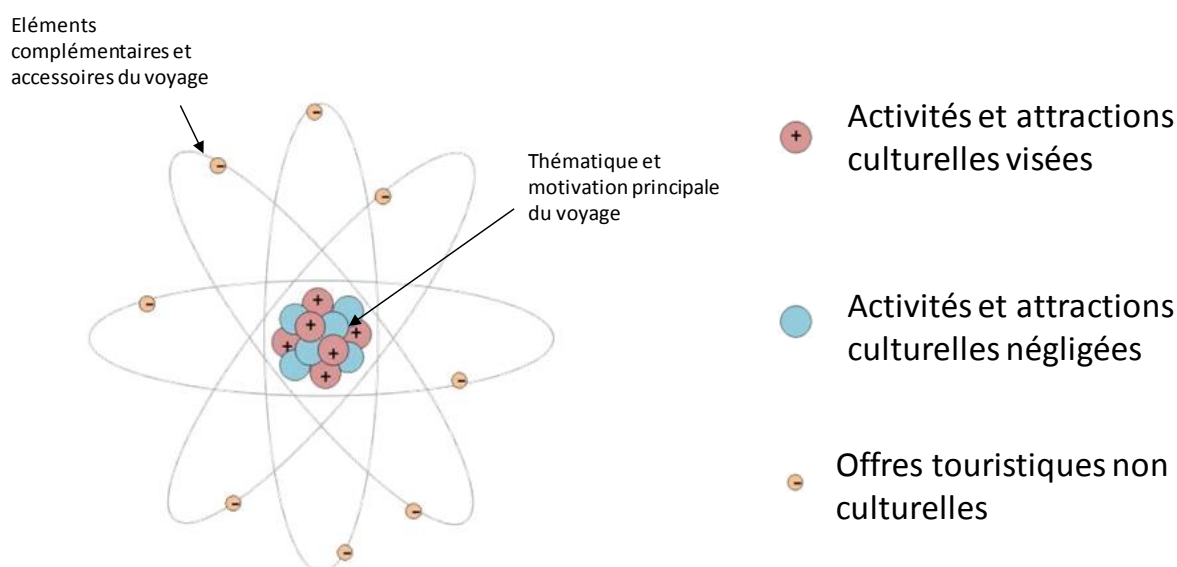 Eléments
complémentaires et
accessoires du voyage
Thématique et
motivation principale
du voyage
Activités et attractions
culturelles visées
Activités et attractions
culturelles négligées
Offres touristiques non
culturelles